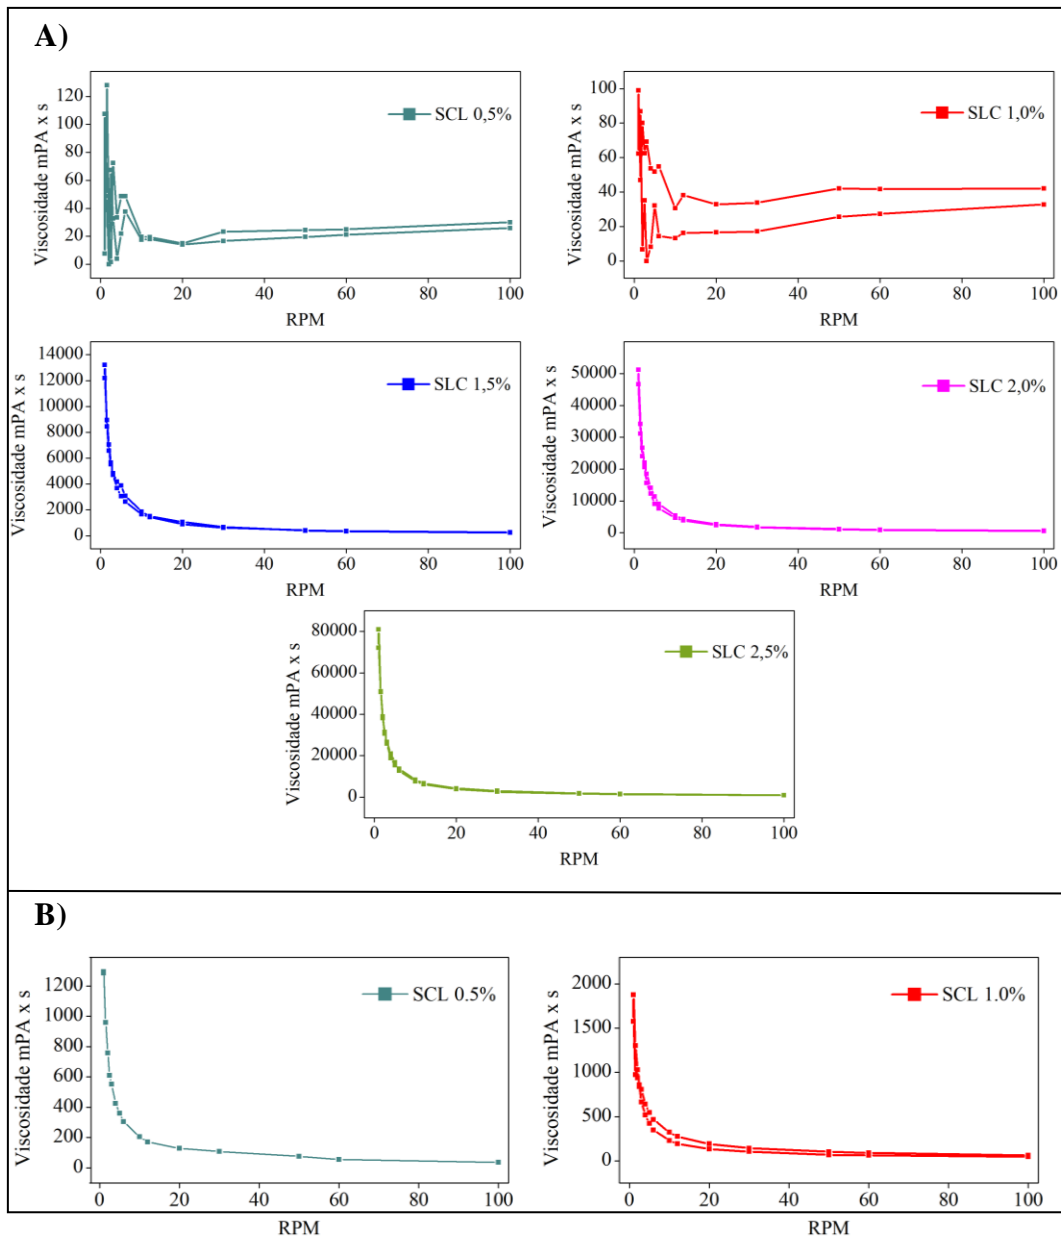 A)
Viscosidade mPA x s
120
100
80
60
40
20
0
SCL 0,5%
0 20 40 60 80 100
RPM
Viscosidade mPA x s
100
80
60
40
20
0
SLC 1,0%
0 20 40 60 80 100
RPM
Viscosidade mPA x s
14000
12000
10000
8000
6000
4000
2000
0
SLC 1,5%
0 20 40 60 80 100
RPM
Viscosidade mPA x s
50000
40000
30000
20000
10000
0
SLC 2,0%
0 20 40 60 80 100
RPM
Viscosidade mPA x s
80000
60000
40000
20000
0
SLC 2,5%
0 20 40 60 80 100
RPM
B)
Viscosidade mPA x s
1200
1000
800
600
400
200
0
SCL 0.5%
0 20 40 60 80 100
RPM
Viscosidade mPA x s
2000
1500
1000
500
0
SCL 1.0%
0 20 40 60 80 100
RPM